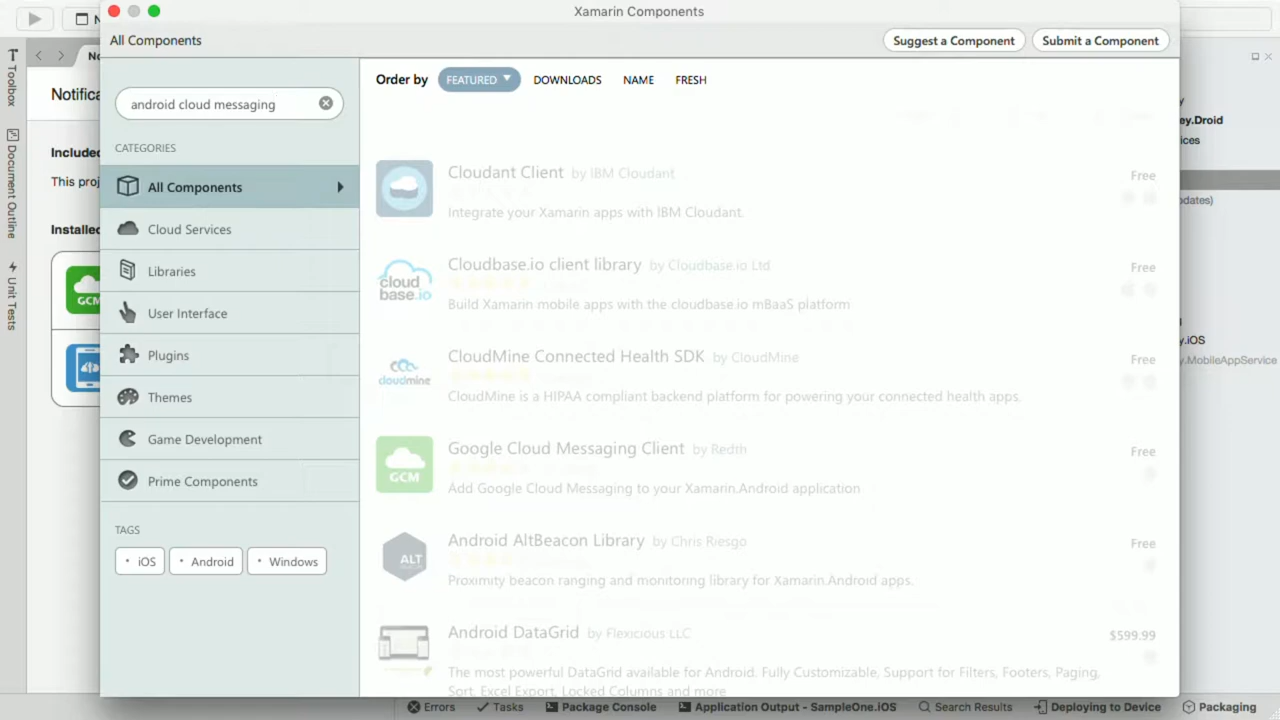 Xamarin Components
All Components
Suggest a Component
Submit a Component
Toolbox
Document Outline
Unit Tests
Notifica
Included
This proj
Installed
GCM
android cloud messaging
CATEGORIES
All Components
Cloud Services
Libraries
User Interface
Plugins
Themes
Game Development
Prime Components
TAGS
• iOS
• Android
• Windows
Order by FEATURED DOWNLOADS NAME FRESH
Cloudant Client by IBM Cloudant
Free
Integrate your Xamarin apps with IBM Cloudant.
cloud
base.io
Cloudbase.io client library by Cloudbase.io Ltd
Free
Build Xamarin mobile apps with the cloudbase.io mBaaS platform
cloudmine
CloudMine Connected Health SDK by CloudMine
Free
CloudMine is a HIPAA compliant backend platform for powering your connected health apps.
GCM
Google Cloud Messaging Client by Redth
Free
Add Google Cloud Messaging to your Xamarin.Android application
ALT
Android AltBeacon Library by Chris Riesgo
Free
Proximity beacon ranging and monitoring library for Xamarin.Android apps.
Android DataGrid by Flexicious LLC
$599.99
The most powerful DataGrid available for Android. Fully Customizable, Support for Filters, Footers, Paging,
Sort, Excel Export, Locked Columns and more
y
ey.Droid
ices
odates)
y.iOS
y.MobileAppService
Errors
Tasks
Package Console
Application Output - SampleOne.iOS
Search Results
Deploying to Device
Packaging